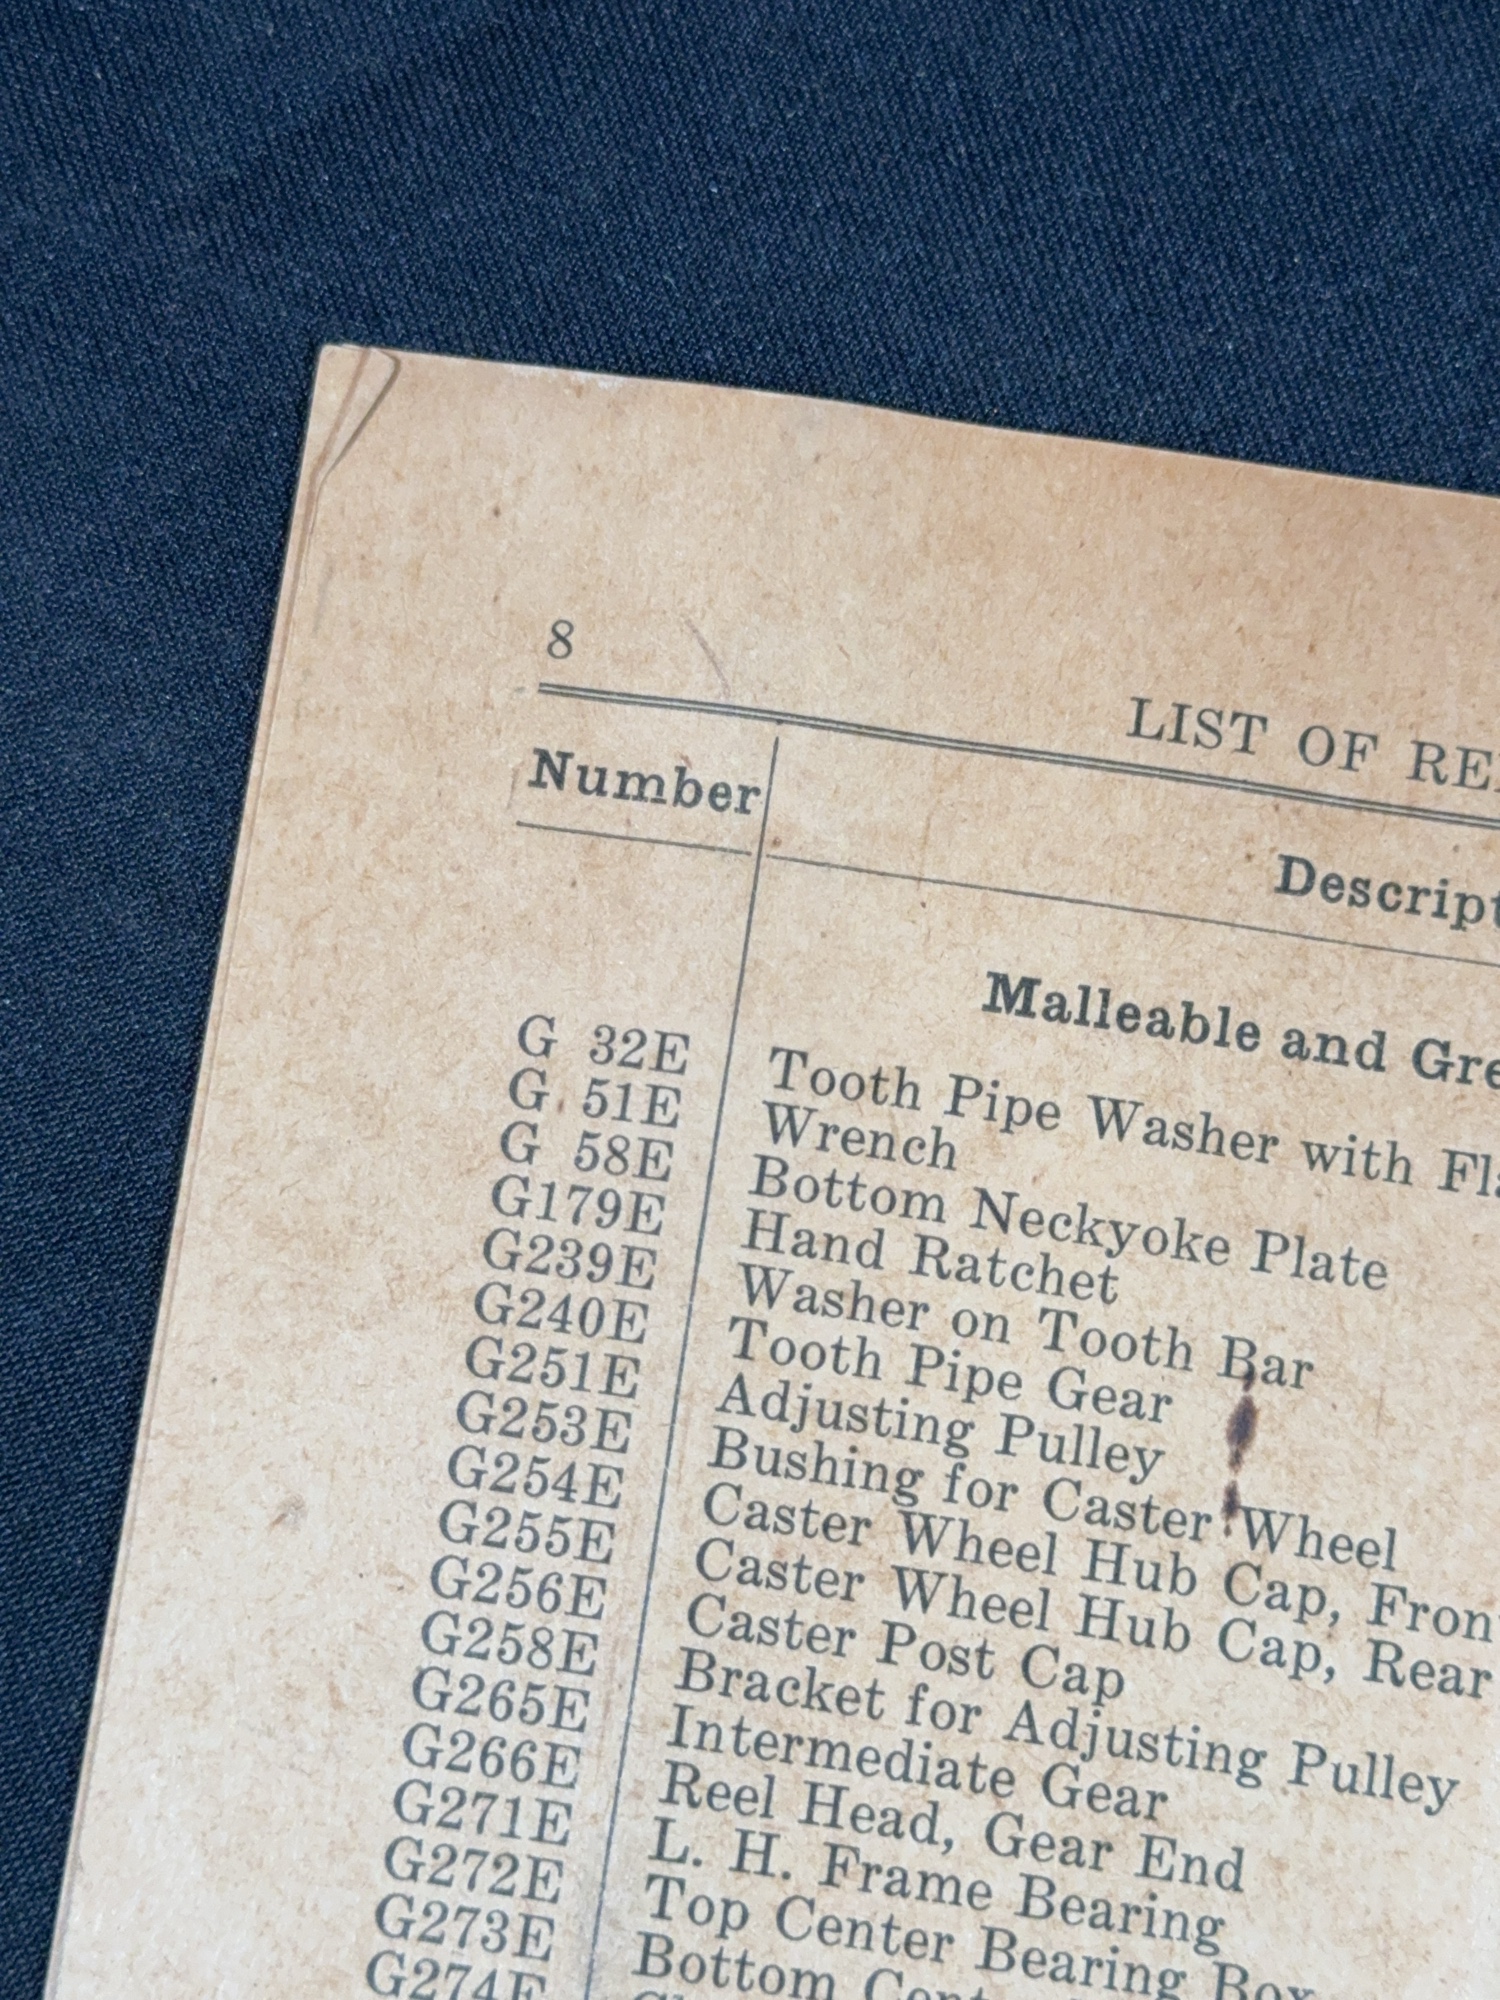 8
LIST OF RE
Number Descript
Malleable and Gre
G 32E Tooth Pipe Washer with Fla
G 51E Wrench
G 58E Bottom Neckyoke Plate
G179E Hand Ratchet
G239E Washer on Tooth Bar
G240E Tooth Pipe Gear
G251E Adjusting Pulley
G253E Bushing for Caster Wheel
G254E Caster Wheel Hub Cap, Fron
G255E Caster Wheel Hub Cap, Rear
G256E Caster Post Cap
G258E Bracket for Adjusting Pulley
G265E Intermediate Gear
G266E Reel Head, Gear End
G271E L. H. Frame Bearing
G272E Top Center Bearing Box
G273E Bottom Cent
G274E